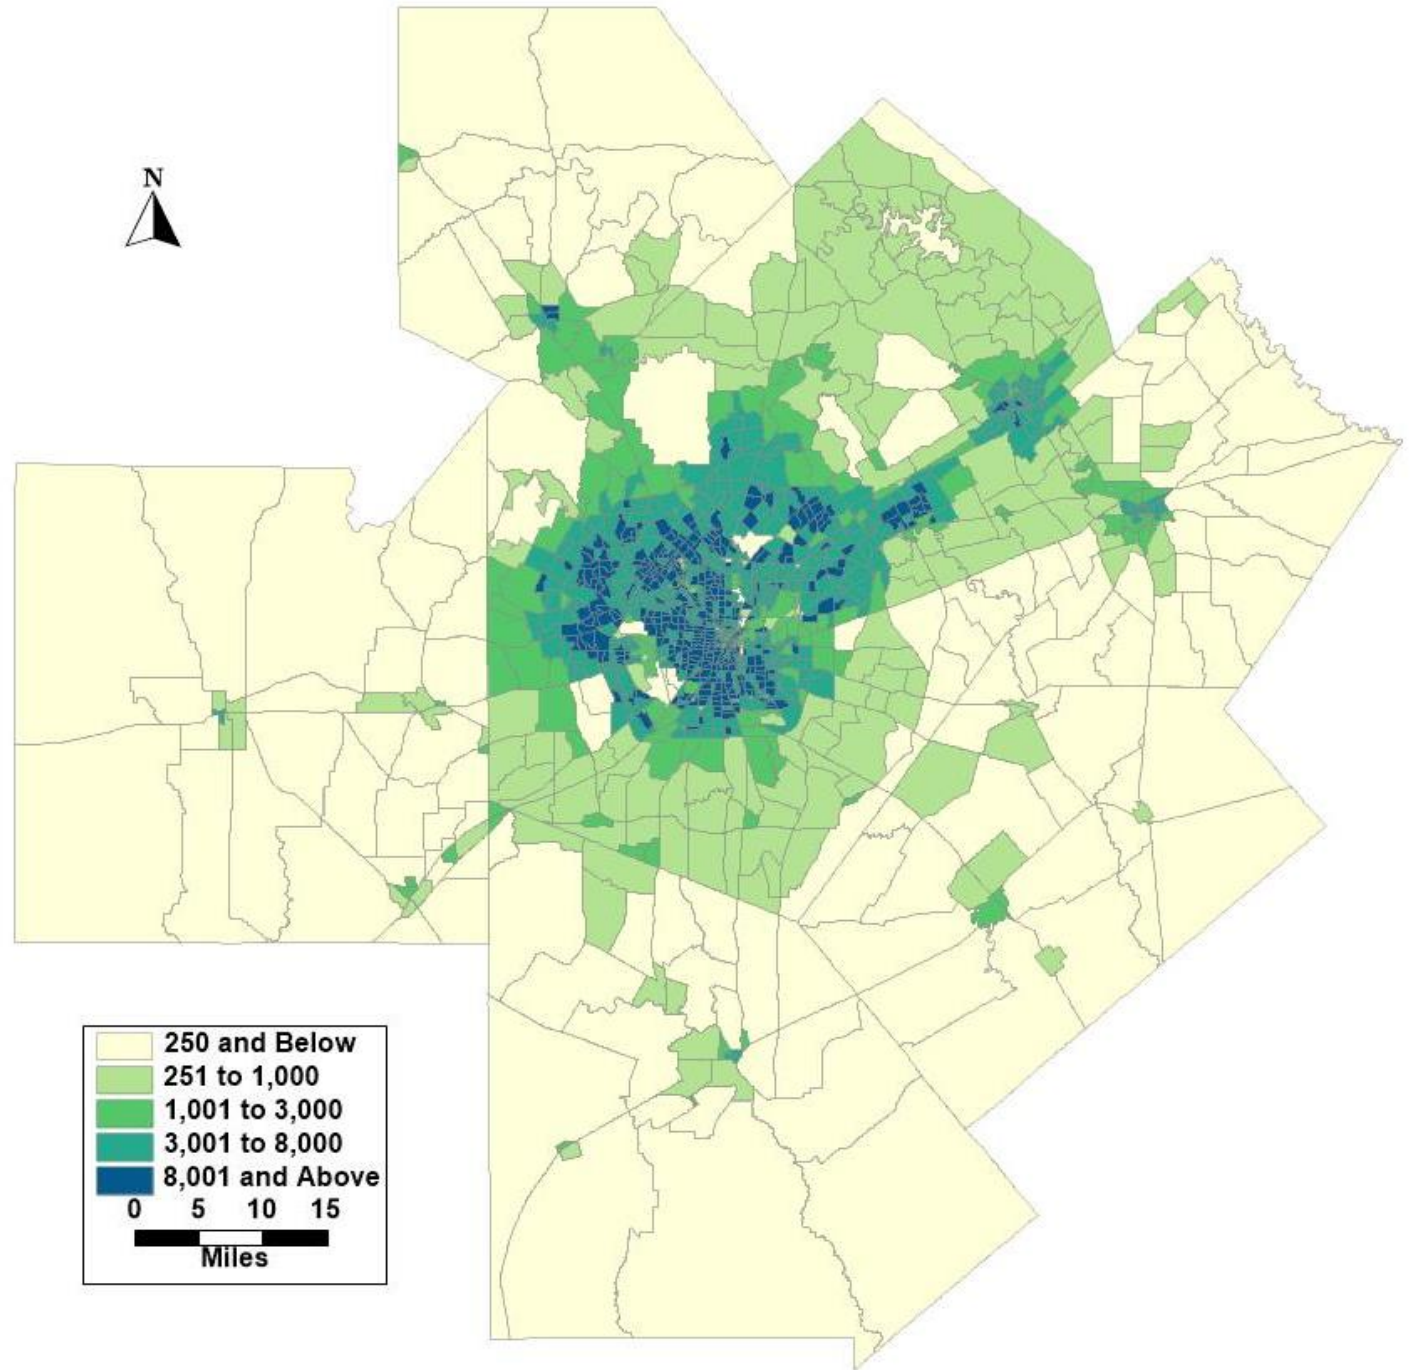 N
250 and Below
251 to 1,000
1,001 to 3,000
3,001 to 8,000
8,001 and Above
0 5 10 15
Miles